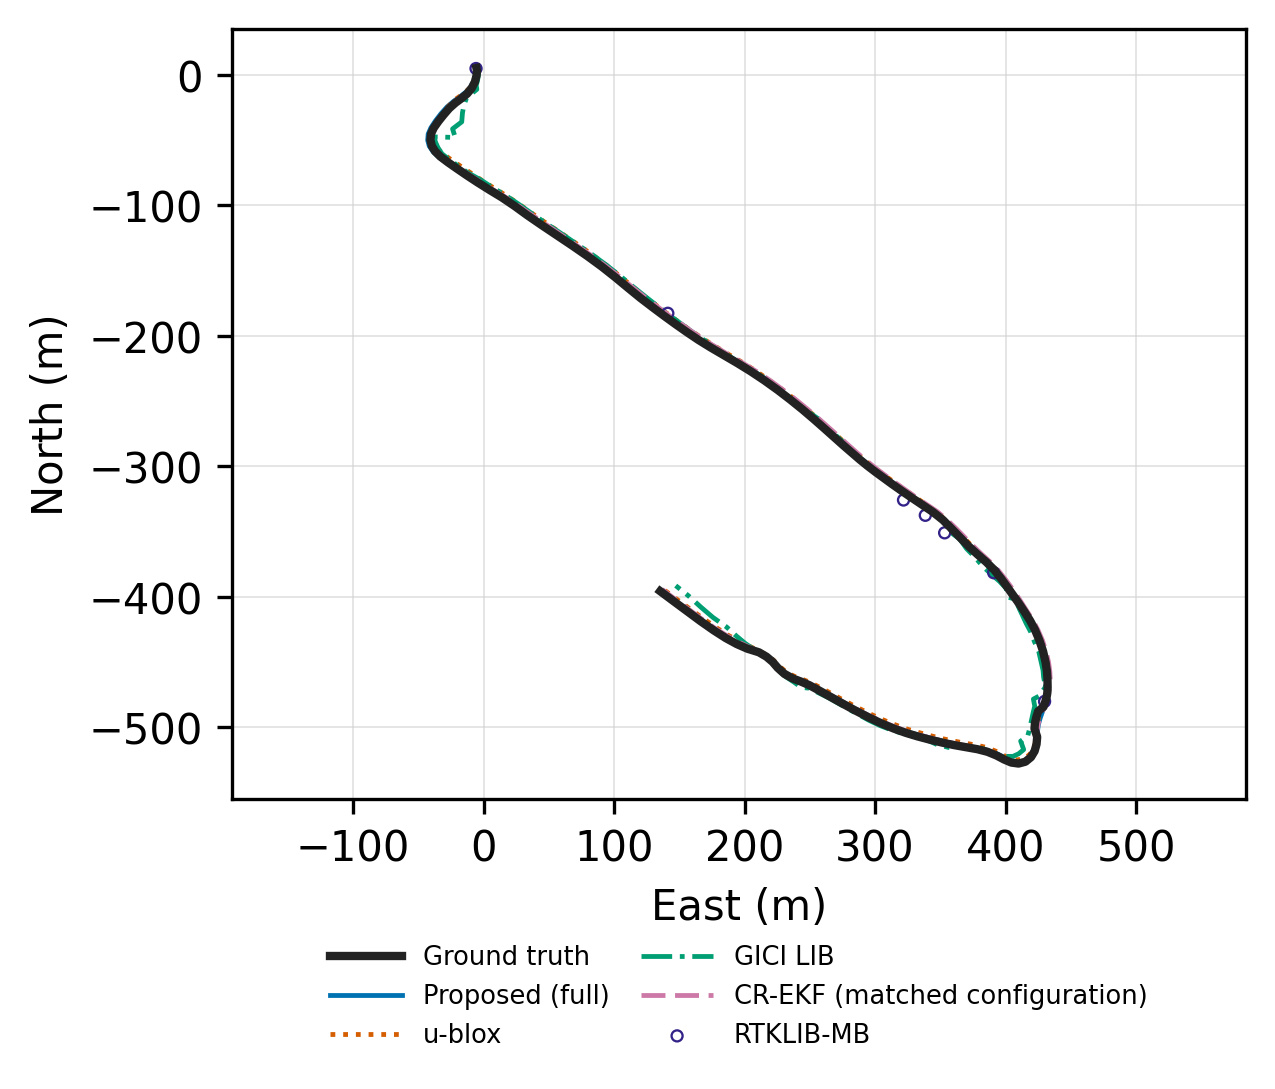 0
−100
−200
−300
−400
−500
North (m)
−100 0 100 200 300 400 500
East (m)
Ground truth
Proposed (full)
u-blox
GICI LIB
CR-EKF (matched configuration)
RTKLIB-MB